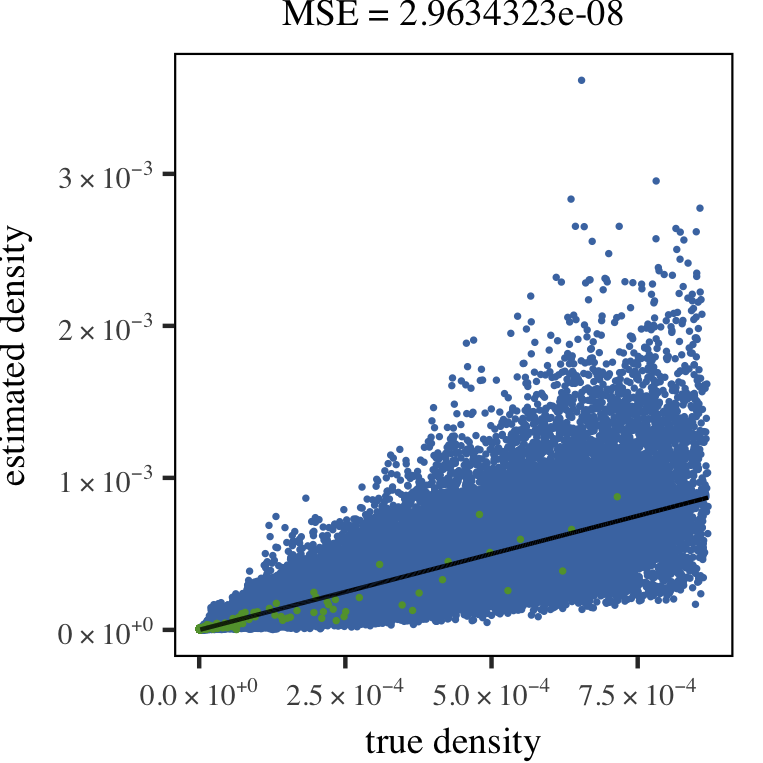 MSE = 2.9634323e-08
estimated density
3 × 10⁻³
2 × 10⁻³
1 × 10⁻³
0 × 10⁺⁰
0.0 × 10⁺⁰ 2.5 × 10⁻⁴ 5.0 × 10⁻⁴ 7.5 × 10⁻⁴
true density